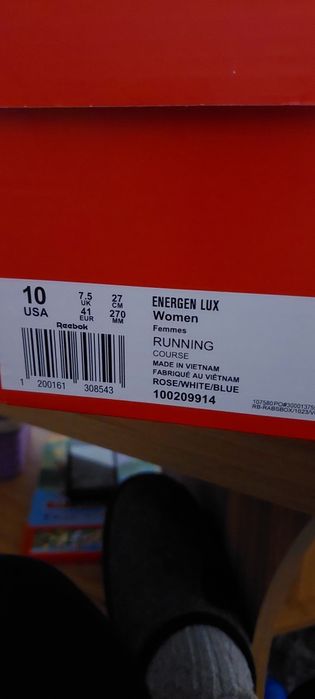 10
USA
7.5
UK
27
CM
41
EUR
270
MM
Reebok
1 200161 308543
ENERGEN LUX
Women
Femmes
RUNNING
COURSE
MADE IN VIETNAM
FABRIQUÉ AU VIÊTNAM
ROSE/WHITE/BLUE
100209914